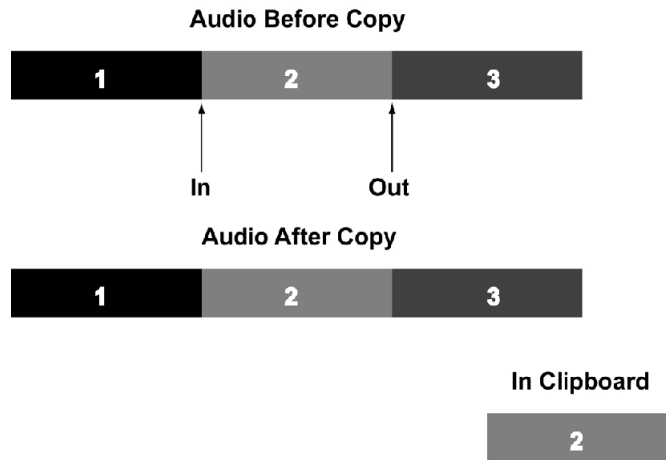 Audio Before Copy
1 2 3
In Out
Audio After Copy
1 2 3
In Clipboard
2